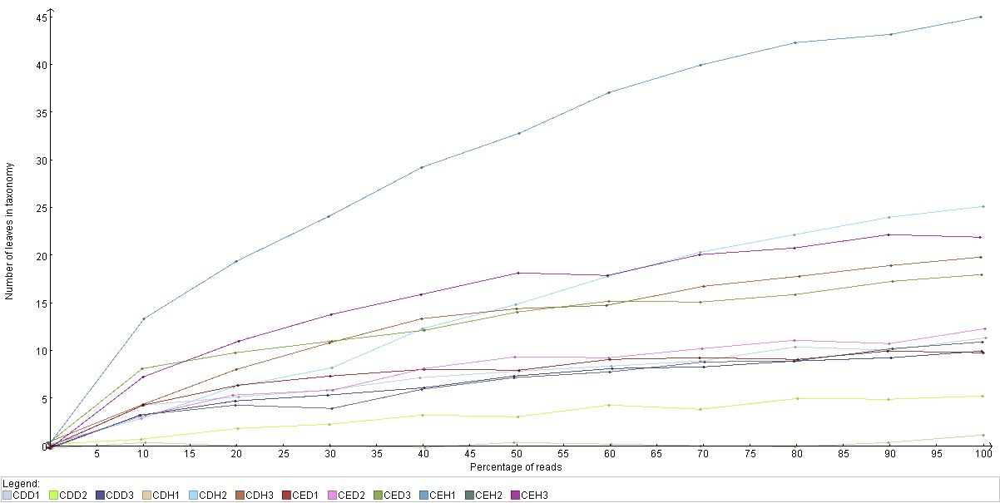 45
40
35
30
25
20
15
10
5
0
Number of leaves in taxonomy
5 10 15 20 25 30 35 40 45 50 55 60 65 70 75 80 85 90 95 100
Percentage of reads
Legend:
CDD1 CDD2 CDD3 CDH1 CDH2 CDH3 CED1 CED2 CED3 CEH1 CEH2 CEH3